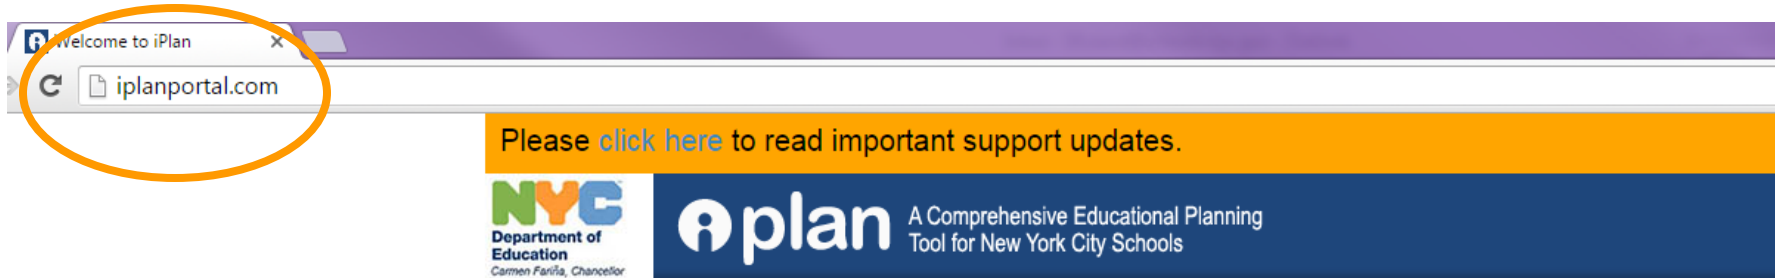 Welcome to iPlan
iplanportal.com
Please click here to read important support updates.
NYC
Department of
Education
Carmen Fariña, Chancellor
iplan
A Comprehensive Educational Planning
Tool for New York City Schools